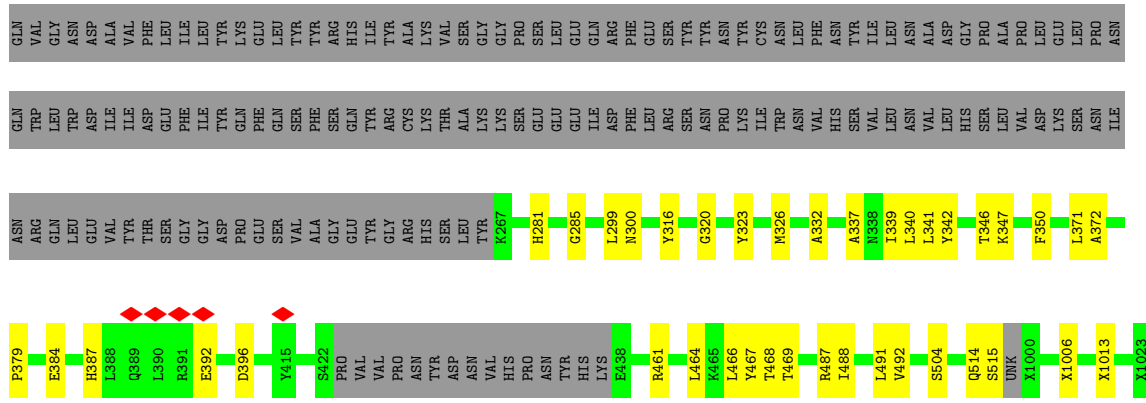 GLN VAL GLY ASN ASP ASP ALA VAL PHE LEU ILE LEU TYR LYS GLU LEU TYR TYR ARG HIS ILE TYR ALA LYS VAL SER GLY GLY PRO SER LEU GLU GLN ARG PHE GLU SER TYR TYR ASN TYR CYS ASN LEU PHE ASN TYR ILE LEU ASN ALA ASP GLY PRO ALA PRO LEU GLU LEU PRO ASN
GLN TRP LEU TRP ASP ILE ILE ASP GLU PHE ILE TYR GLN PHE GLN SER PHE SER GLN TYR ARG CYS LYS THR ALA LYS LYS SER GLU GLU GLU ILE ASP PHE LEU ARG SER ASN PRO LYS ILE TRP ASN VAL HIS SER VAL LEU ASN VAL LEU HIS SER LEU VAL ASP LYS SER ASN ILE
ASN ARG GLN LEU GLU VAL TYR THR SER GLY GLY ASP PRO GLU SER VAL ALA GLY GLU TYR GLY ARG HIS SER LEU TYR K267 H281 G285 L299 N300 Y316 G320 Y323 M326 A332 A337 N338 I339 L340 L341 Y342 T346 K347 F350 L371 A372
P379 E384 H387 L388 Q389 L390 R391 E392 D396 Y415 S422 PRO VAL VAL PRO ASN TYR ASP ASN VAL HIS PRO ASN TYR HIS LYS E438 R461 L464 K465 L466 Y467 T468 T469 R487 I488 L491 V492 S504 Q514 S515 UNK X1000 X1006 X1013 X1023